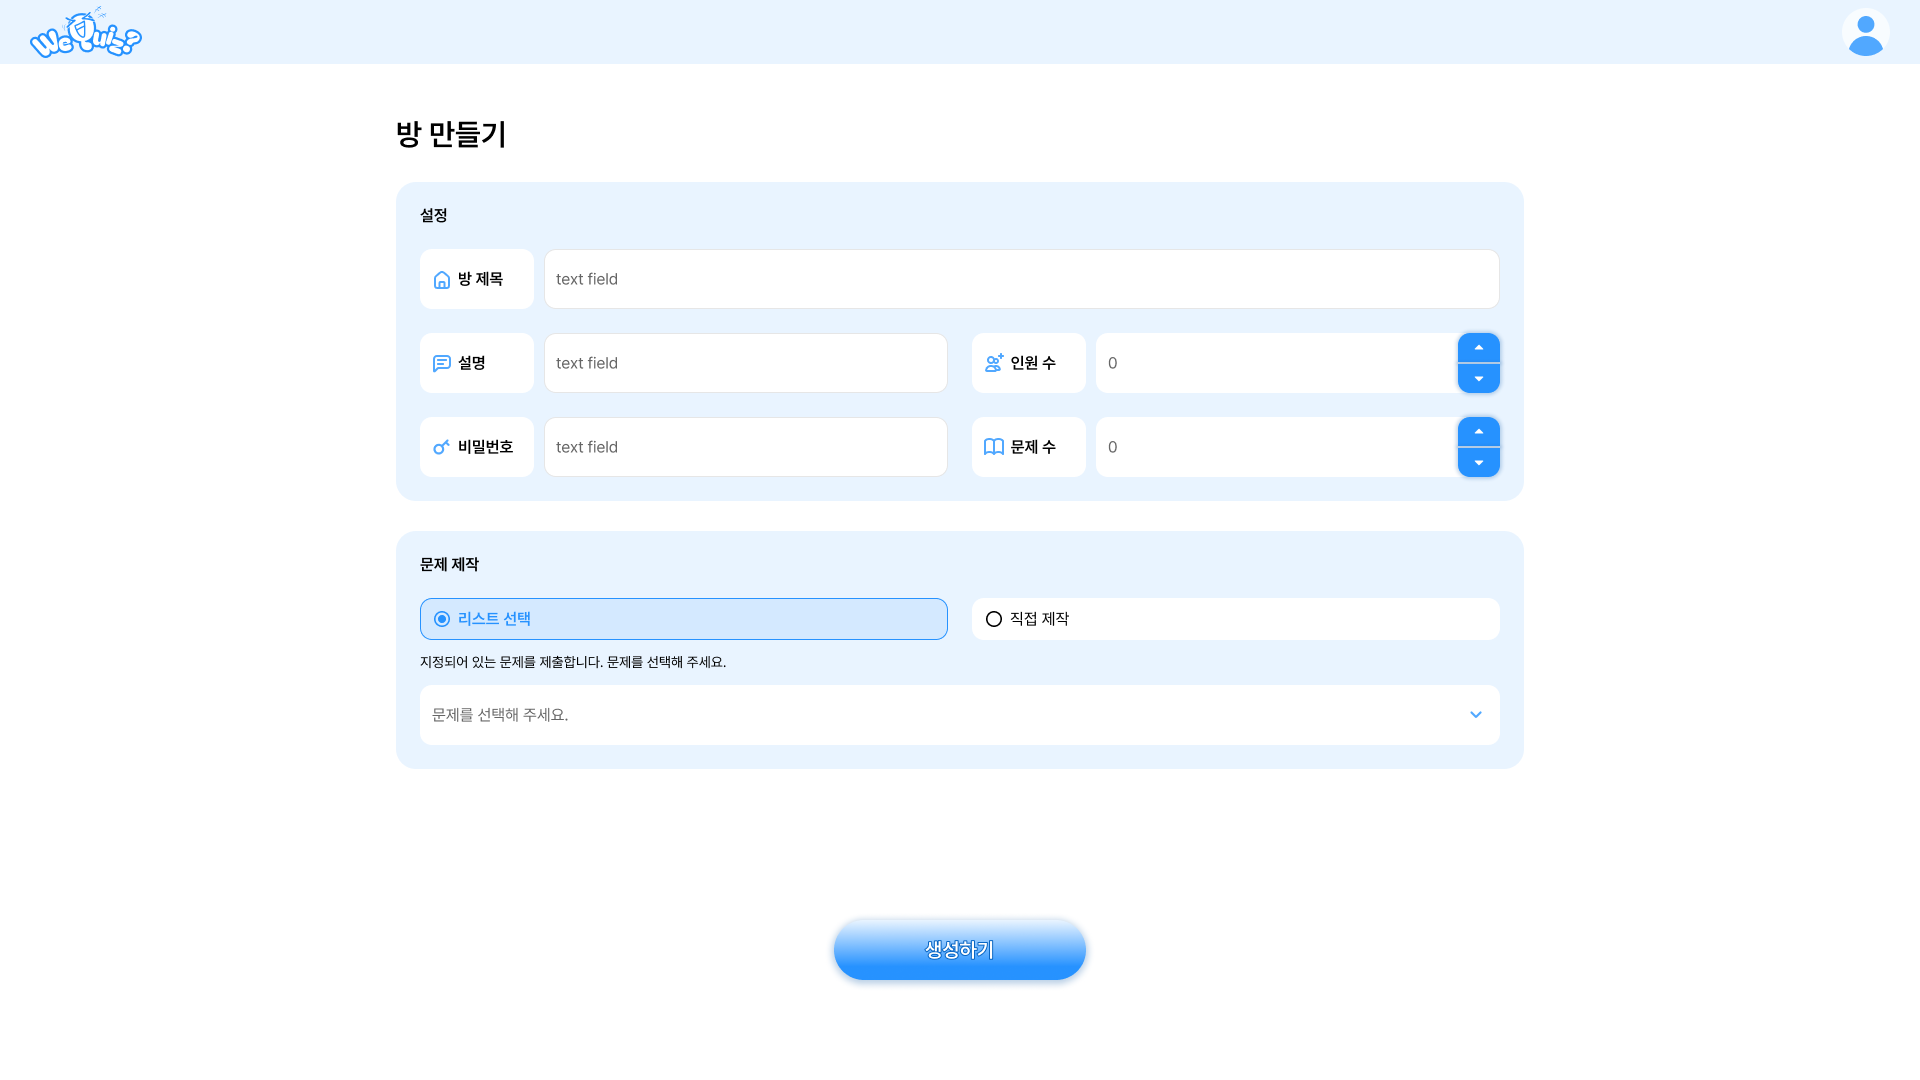 WeQuiz?
방 만들기
설정
방 제목
text field
설명
text field
인원 수
0
비밀번호
text field
문제 수
0
문제 제작
리스트 선택
직접 제작
지정되어 있는 문제를 제출합니다. 문제를 선택해 주세요.
문제를 선택해 주세요.
생성하기